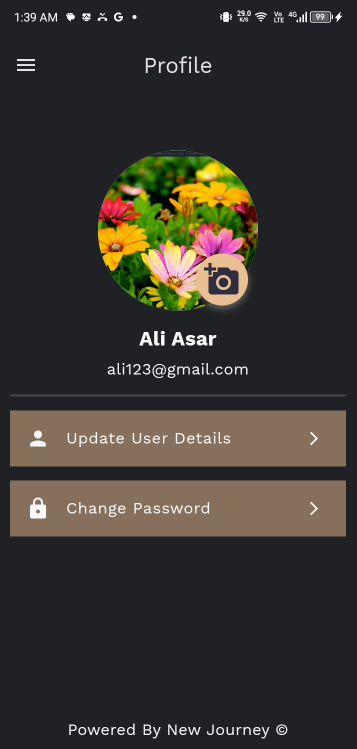 1:39 AM G 29.0 K/S Vo LTE 4G 99
Profile
Ali Asar
ali123@gmail.com
Update User Details
Change Password
Powered By New Journey ©